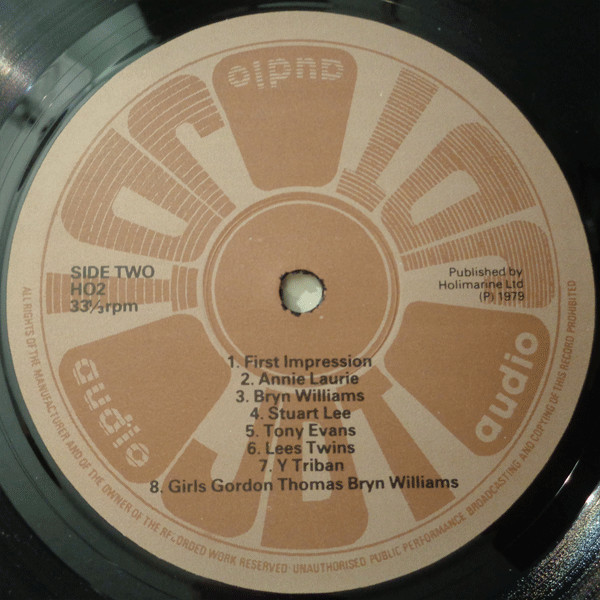 audio
SIDE TWO
HO2
33⅓rpm
Published by
Holimarine Ltd
(P) 1979
1. First Impression
2. Annie Laurie
3. Bryn Williams
4. Stuart Lee
5. Tony Evans
6. Lees Twins
7. Y Triban
8. Girls Gordon Thomas Bryn Williams
audio
audio
ALL RIGHTS OF THE MANUFACTURER AND OF THE OWNER OF THE RECORDED WORK RESERVED UNAUTHORISED PUBLIC PERFORMANCE BROADCASTING AND COPYING OF THIS RECORD PROHIBITED